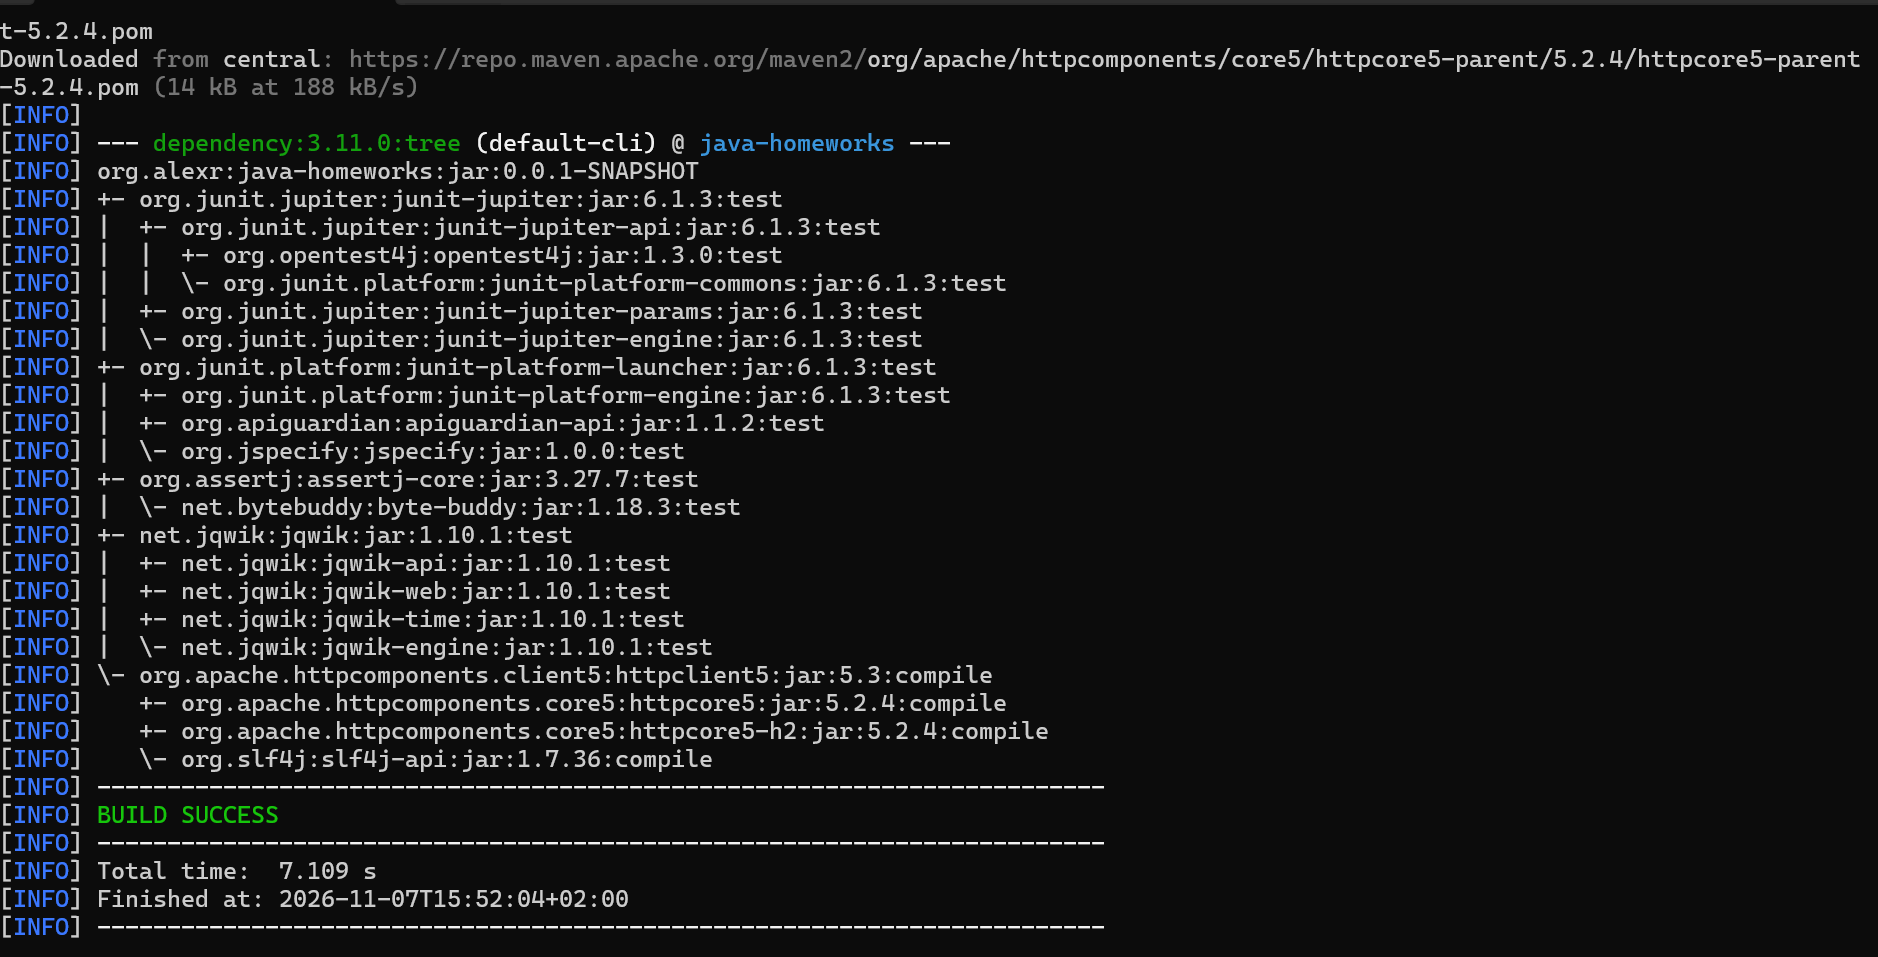 t-5.2.4.pom
Downloaded from central: https://repo.maven.apache.org/maven2/org/apache/httpcomponents/core5/httpcore5-parent/5.2.4/httpcore5-parent
-5.2.4.pom (14 kB at 188 kB/s)
[INFO]
[INFO] --- dependency:3.11.0:tree (default-cli) @ java-homeworks ---
[INFO] org.alexr:java-homeworks:jar:0.0.1-SNAPSHOT
[INFO] +- org.junit.jupiter:junit-jupiter:jar:6.1.3:test
[INFO] |  +- org.junit.jupiter:junit-jupiter-api:jar:6.1.3:test
[INFO] |  |  +- org.opentest4j:opentest4j:jar:1.3.0:test
[INFO] |  |  \- org.junit.platform:junit-platform-commons:jar:6.1.3:test
[INFO] |  +- org.junit.jupiter:junit-jupiter-params:jar:6.1.3:test
[INFO] |  \- org.junit.jupiter:junit-jupiter-engine:jar:6.1.3:test
[INFO] +- org.junit.platform:junit-platform-launcher:jar:6.1.3:test
[INFO] |  +- org.junit.platform:junit-platform-engine:jar:6.1.3:test
[INFO] |  +- org.apiguardian:apiguardian-api:jar:1.1.2:test
[INFO] |  \- org.jspecify:jspecify:jar:1.0.0:test
[INFO] +- org.assertj:assertj-core:jar:3.27.7:test
[INFO] |  \- net.bytebuddy:byte-buddy:jar:1.18.3:test
[INFO] +- net.jqwik:jqwik:jar:1.10.1:test
[INFO] |  +- net.jqwik:jqwik-api:jar:1.10.1:test
[INFO] |  +- net.jqwik:jqwik-web:jar:1.10.1:test
[INFO] |  +- net.jqwik:jqwik-time:jar:1.10.1:test
[INFO] |  \- net.jqwik:jqwik-engine:jar:1.10.1:test
[INFO] \- org.apache.httpcomponents.client5:httpclient5:jar:5.3:compile
[INFO]    +- org.apache.httpcomponents.core5:httpcore5:jar:5.2.4:compile
[INFO]    +- org.apache.httpcomponents.core5:httpcore5-h2:jar:5.2.4:compile
[INFO]    \- org.slf4j:slf4j-api:jar:1.7.36:compile
[INFO] ------------------------------------------------------------------------
[INFO] BUILD SUCCESS
[INFO] ------------------------------------------------------------------------
[INFO] Total time:  7.109 s
[INFO] Finished at: 2026-11-07T15:52:04+02:00
[INFO] ------------------------------------------------------------------------